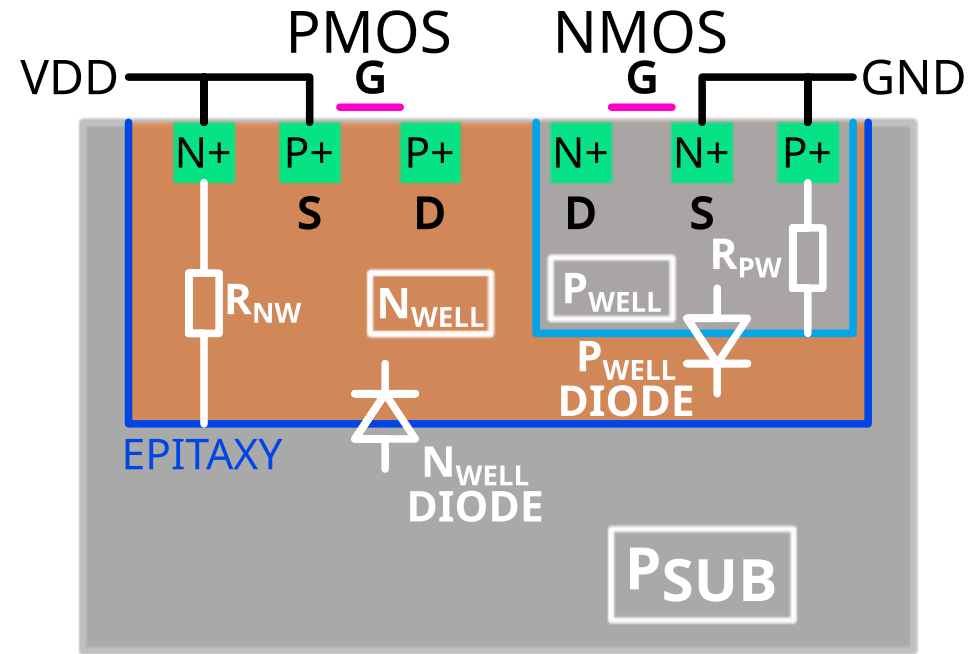 PMOS NMOS
VDD G G GND
N+ P+ P+ N+ N+ P+
S D D S
RNW NWELL PWELL RPW
PWELL
DIODE
EPITAXY
NWELL
DIODE
PSUB